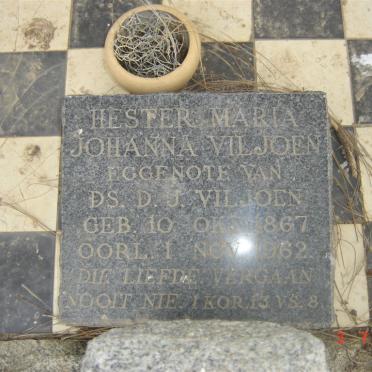 HESTER MARIA
JOHANNA VILJOEN
EGGENOTE VAN
DS. D. J. VILJOEN
GEB. 10 OKT. 1867
OORL. 1 NOV. 1962.
DIE LIEFDE VERGAAN
NOOIT NIE. 1 KOR. 13 VS. 8.